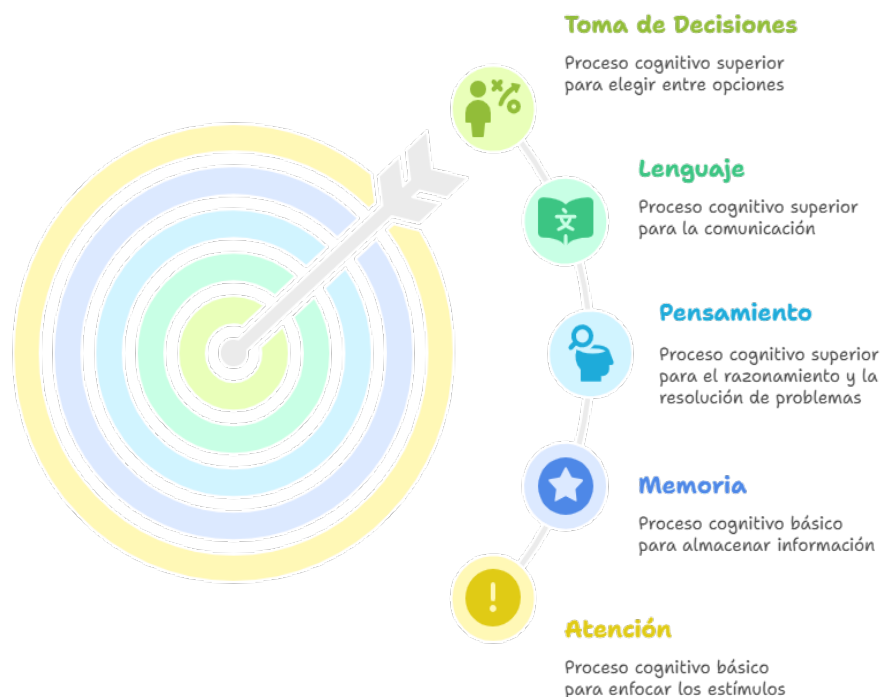 Toma de Decisiones
Proceso cognitivo superior
para elegir entre opciones
Lenguaje
Proceso cognitivo superior
para la comunicación
Pensamiento
Proceso cognitivo superior
para el razonamiento y la
resolución de problemas
Memoria
Proceso cognitivo básico
para almacenar información
Atención
Proceso cognitivo básico
para enfocar los estímulos